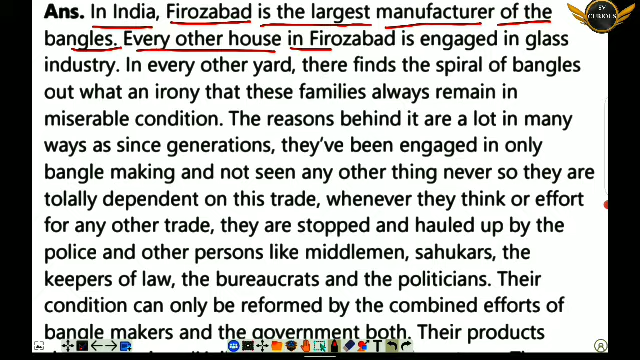 Ans. In India, Firozabad is the largest manufacturer of the
bangles. Every other house in Firozabad is engaged in glass
industry. In every other yard, there finds the spiral of bangles
out what an irony that these families always remain in
miserable condition. The reasons behind it are a lot in many
ways as since generations, they've been engaged in only
bangle making and not seen any other thing never so they are
tolally dependent on this trade, whenever they think or effort
for any other trade, they are stopped and hauled up by the
police and other persons like middlemen, sahukars, the
keepers of law, the bureaucrats and the politicians. Their
condition can only be reformed by the combined efforts of
bangle makers and the government both. Their products